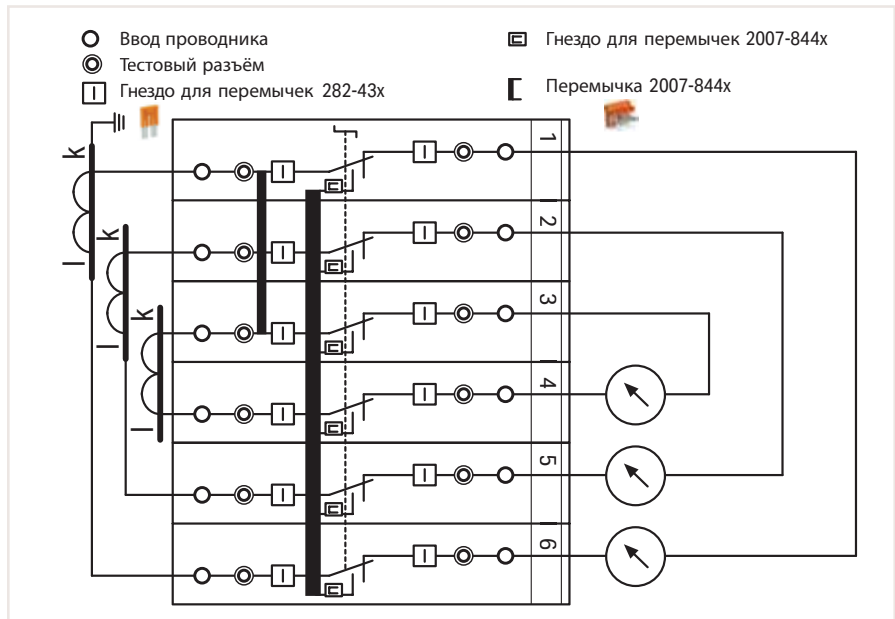 Ввод проводника
Тестовый разъём
Гнездо для перемычек 282-43x
Гнездо для перемычек 2007-844x
Перемычка 2007-844x
k
l
k
l
k
l
1
2
3
4
5
6